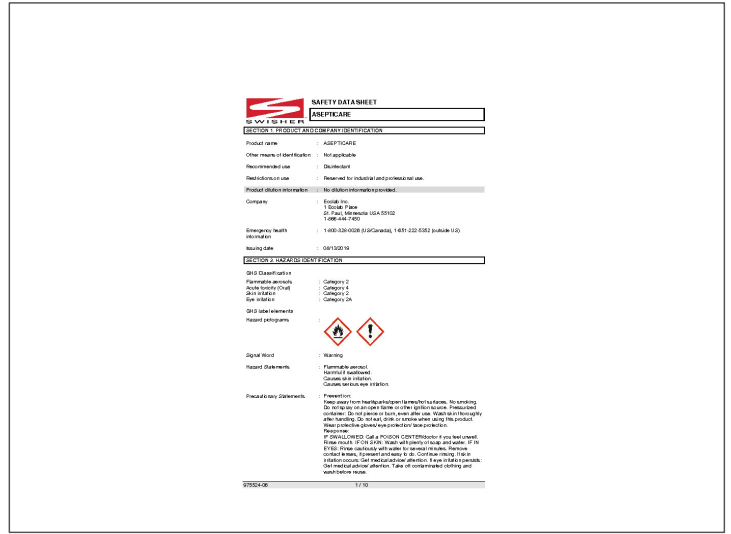 SAFETY DATA SHEET
ASEPTICARE
SWISHER
SECTION 1. PRODUCT AND COMPANY IDENTIFICATION
Product name : ASEPTICARE
Other means of identification : Not applicable
Recommended use : Disinfectant
Restrictions on use : Reserved for industrial and professional use.
Product dilution information : No dilution information provided.
Company : Ecolab Inc.
1 Ecolab Place
St. Paul, Minnesota USA 55102
1-866-444-7450
Emergency health : 1-800-328-0026 (US/Canada), 1-651-222-5352 (outside US)
information
Issuing date : 06/13/2019
SECTION 2. HAZARDS IDENTIFICATION
GHS Classification
Flammable aerosols : Category 2
Acute toxicity (Oral) : Category 4
Skin irritation : Category 2
Eye irritation : Category 2A
GHS label elements
Hazard pictograms :
Signal Word : Warning
Hazard Statements : Flammable aerosol.
Harmful if swallowed.
Causes skin irritation.
Causes serious eye irritation.
Precautionary Statements : Prevention:
Keep away from heat/sparks/open flames/hot surfaces. No smoking.
Do not spray on an open flame or other ignition source. Pressurized
container: Do not pierce or burn, even after use. Wash skin thoroughly
after handling. Do not eat, drink or smoke when using this product.
Wear protective gloves/ eye protection/ face protection.
Response:
IF SWALLOWED: Call a POISON CENTER/doctor if you feel unwell.
Rinse mouth. IF ON SKIN: Wash with plenty of soap and water. IF IN
EYES: Rinse cautiously with water for several minutes. Remove
contact lenses, if present and easy to do. Continue rinsing. If skin
irritation occurs: Get medical advice/ attention. If eye irritation persists:
Get medical advice/ attention. Take off contaminated clothing and
wash before reuse.
975524-06 1 / 10